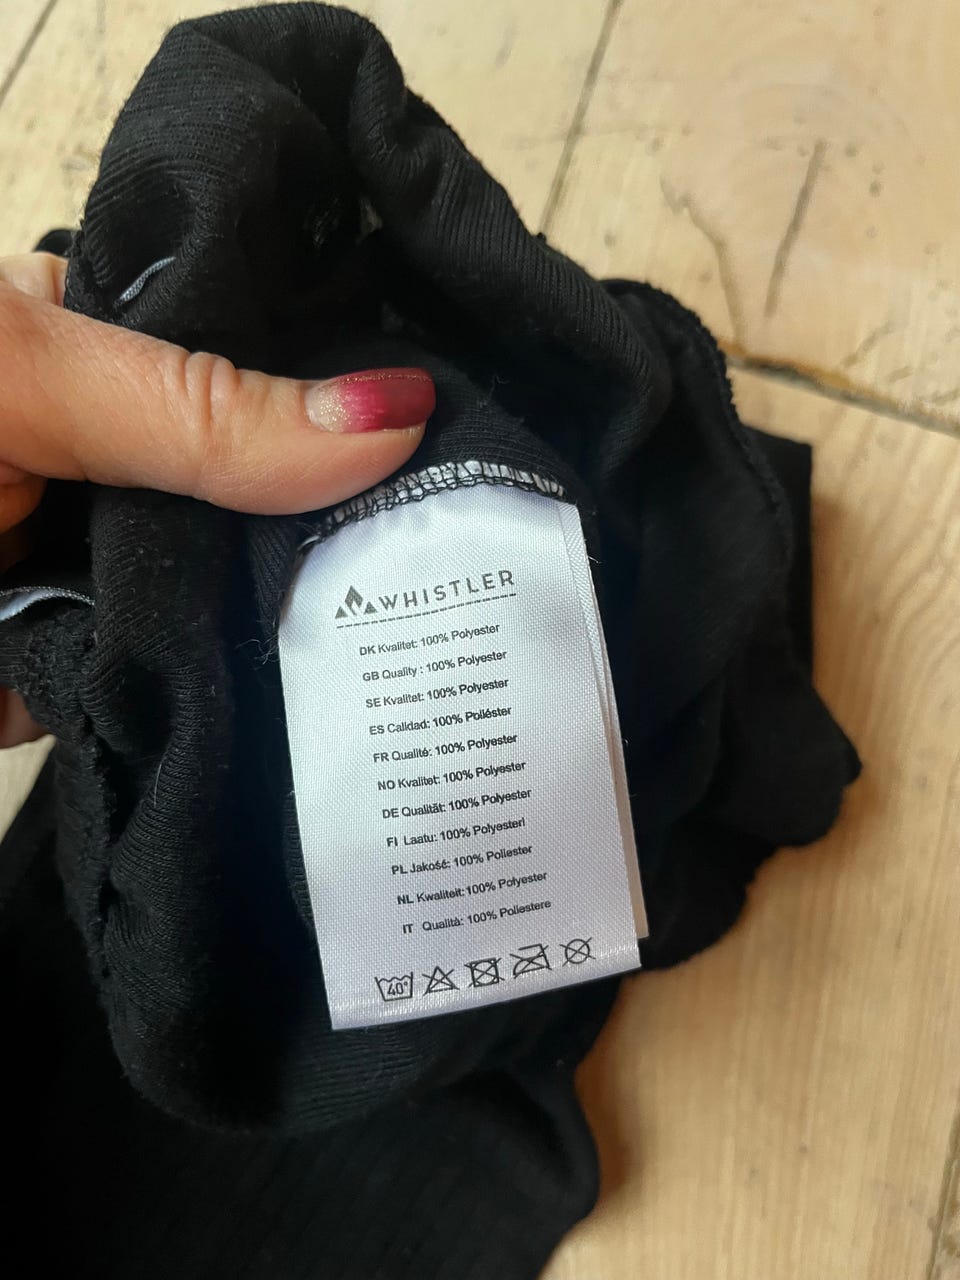 WHISTLER
DK Kvalitet: 100% Polyester
GB Quality : 100% Polyester
SE Kvalitet: 100% Polyester
ES Calidad: 100% Poliéster
FR Qualité: 100% Polyester
NO Kvalitet: 100% Polyester
DE Qualität: 100% Polyester
FI Laatu: 100% Polyesteri
PL Jakość: 100% Poliester
NL Kwaliteit: 100% Polyester
IT Qualità: 100% Poliestere
40°